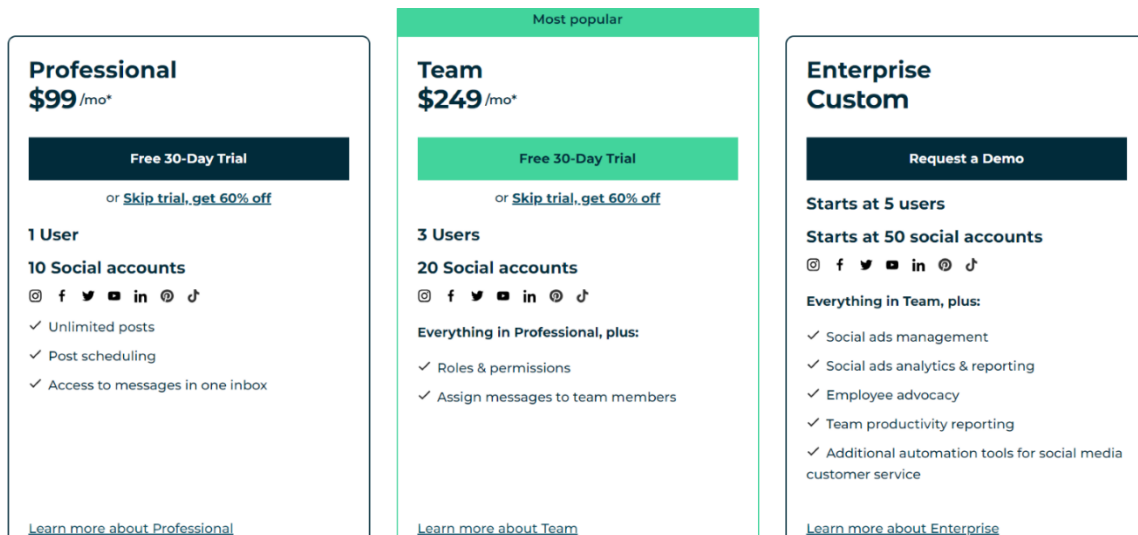 Most popular
Professional
$99 /mo*
Free 30-Day Trial
or Skip trial, get 60% off
1 User
10 Social accounts
Unlimited posts
Post scheduling
Access to messages in one inbox
Learn more about Professional
Team
$249 /mo*
Free 30-Day Trial
or Skip trial, get 60% off
3 Users
20 Social accounts
Everything in Professional, plus:
Roles & permissions
Assign messages to team members
Learn more about Team
Enterprise
Custom
Request a Demo
Starts at 5 users
Starts at 50 social accounts
Everything in Team, plus:
Social ads management
Social ads analytics & reporting
Employee advocacy
Team productivity reporting
Additional automation tools for social media
customer service
Learn more about Enterprise